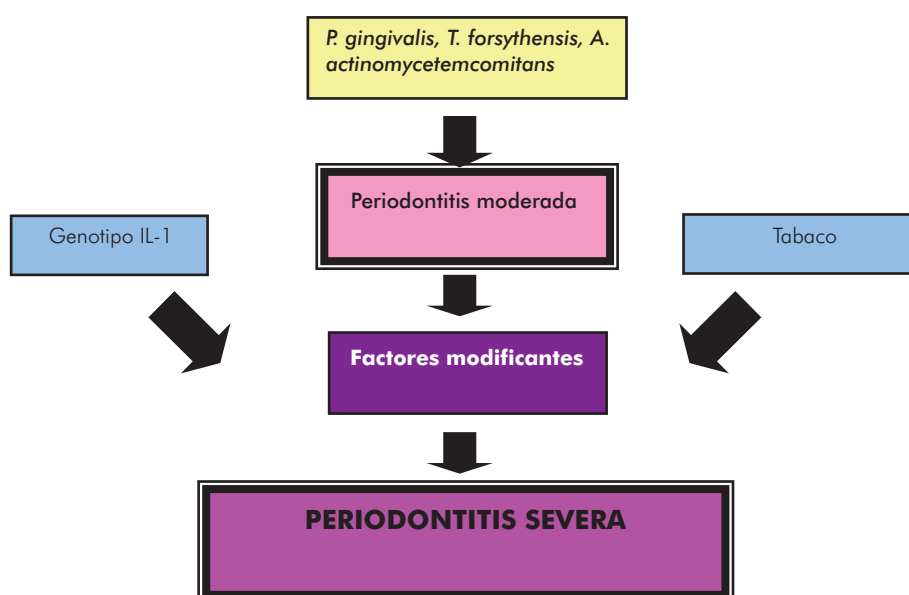 P. gingivalis, T. forsythensis, A.
actinomycetemcomitans
Periodontitis moderada
Genotipo IL-1
Tabaco
Factores modificantes
PERIODONTITIS SEVERA